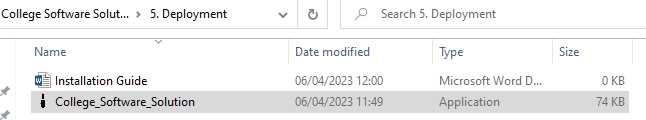 College Software Solut... > 5. Deployment Search 5. Deployment
Name Date modified Type Size
Installation Guide 06/04/2023 12:00 Microsoft Word D... 0 KB
College_Software_Solution 06/04/2023 11:49 Application 74 KB